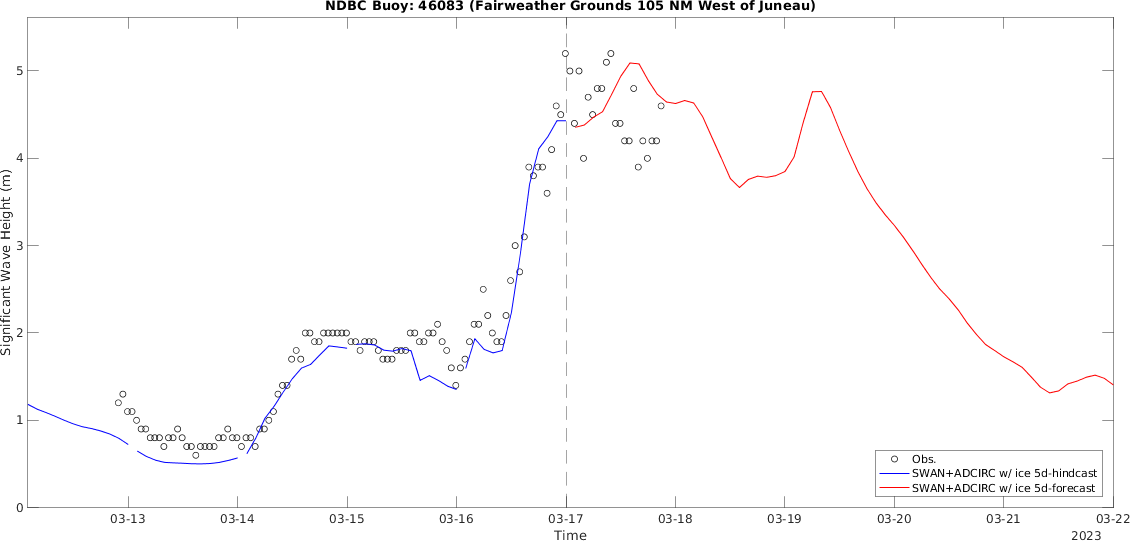 NDBC Buoy: 46083 (Fairweather Grounds 105 NM West of Juneau)
Significant Wave Height (m)
5
4
3
2
1
0
Obs.
SWAN+ADCIRC w/ ice 5d-hindcast
SWAN+ADCIRC w/ ice 5d-forecast
03-13 03-14 03-15 03-16 03-17 03-18 03-19 03-20 03-21 03-22
Time
2023